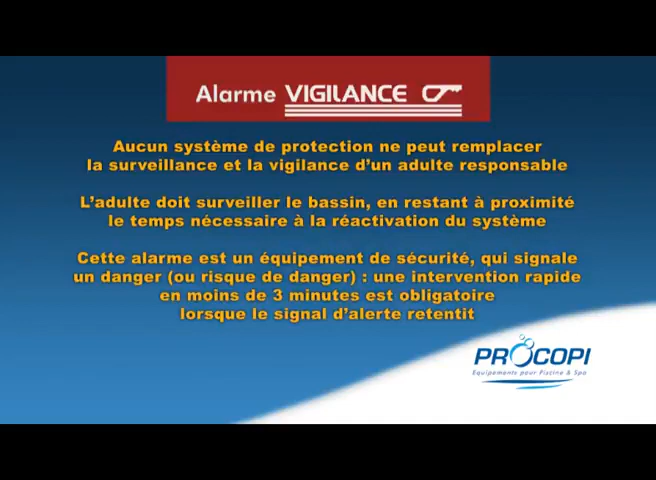 Alarme VIGILANCE
Aucun système de protection ne peut remplacer
la surveillance et la vigilance d'un adulte responsable
L'adulte doit surveiller le bassin, en restant à proximité
le temps nécessaire à la réactivation du système
Cette alarme est un équipement de sécurité, qui signale
un danger (ou risque de danger) : une intervention rapide
en moins de 3 minutes est obligatoire
lorsque le signal d'alerte retentit
PROCOPI
Equipements pour Piscine & Spa